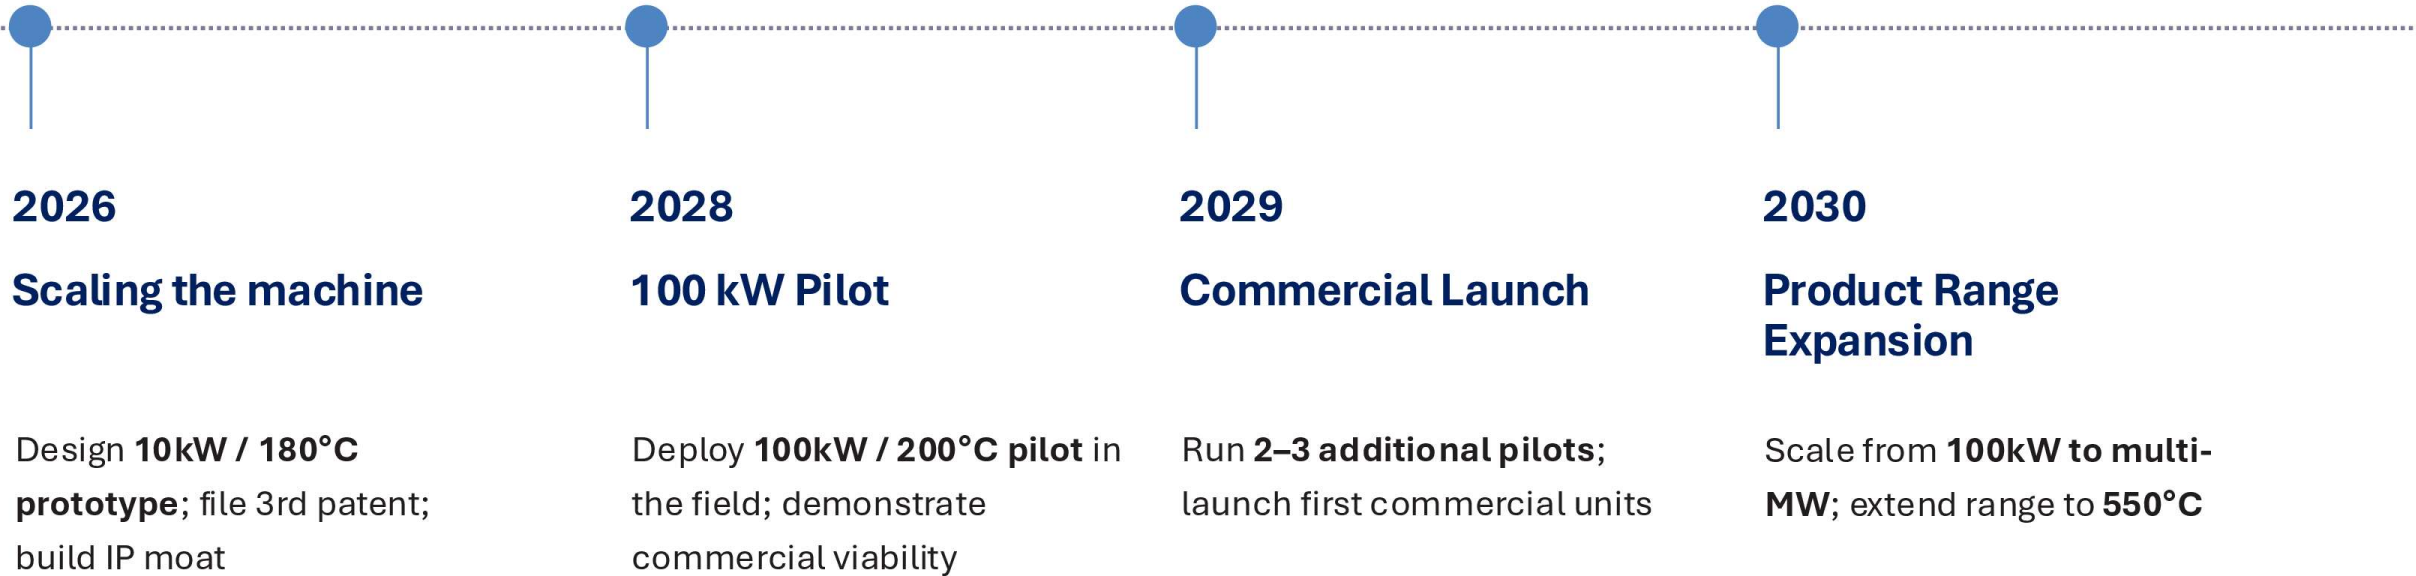 2026
Scaling the machine
Design 10kW / 180°C
prototype; file 3rd patent;
build IP moat
2028
100 kW Pilot
Deploy 100kW / 200°C pilot in
the field; demonstrate
commercial viability
2029
Commercial Launch
Run 2–3 additional pilots;
launch first commercial units
2030
Product Range
Expansion
Scale from 100kW to multi-
MW; extend range to 550°C